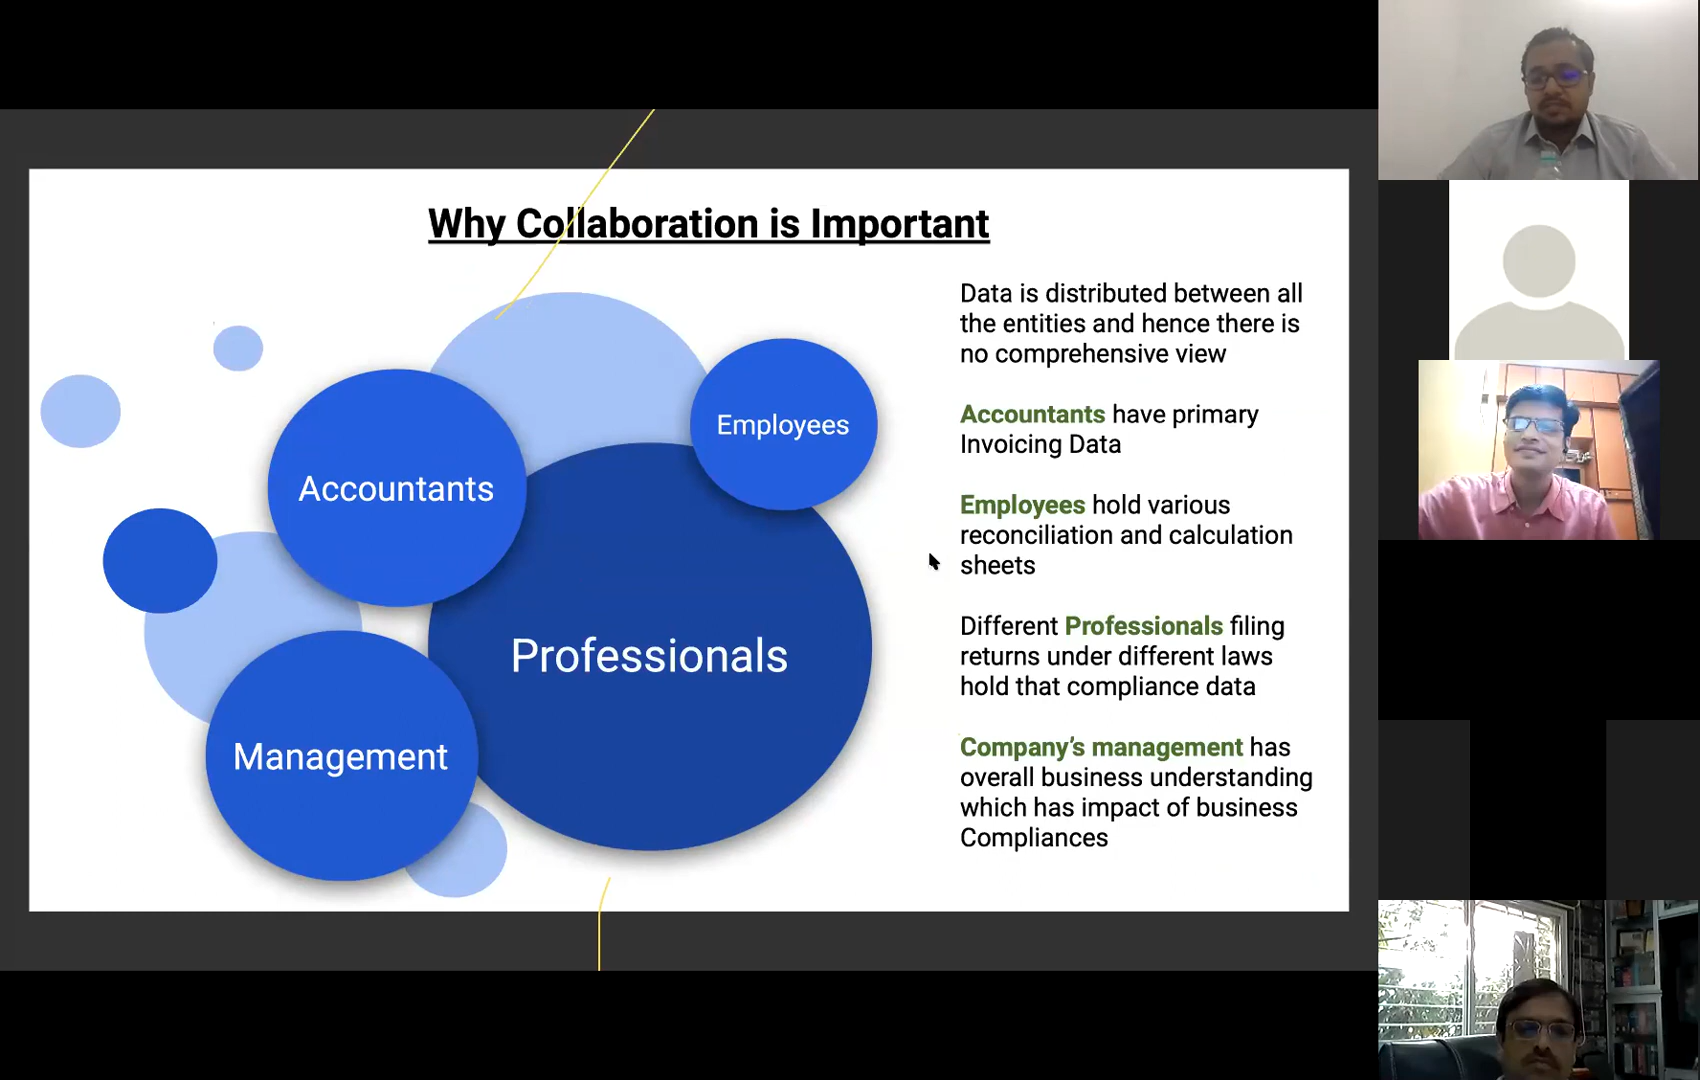 Why Collaboration is Important
Accountants
Employees
Professionals
Management
Data is distributed between all
the entities and hence there is
no comprehensive view
Accountants have primary
Invoicing Data
Employees hold various
reconciliation and calculation
sheets
Different Professionals filing
returns under different laws
hold that compliance data
Company's management has
overall business understanding
which has impact of business
Compliances